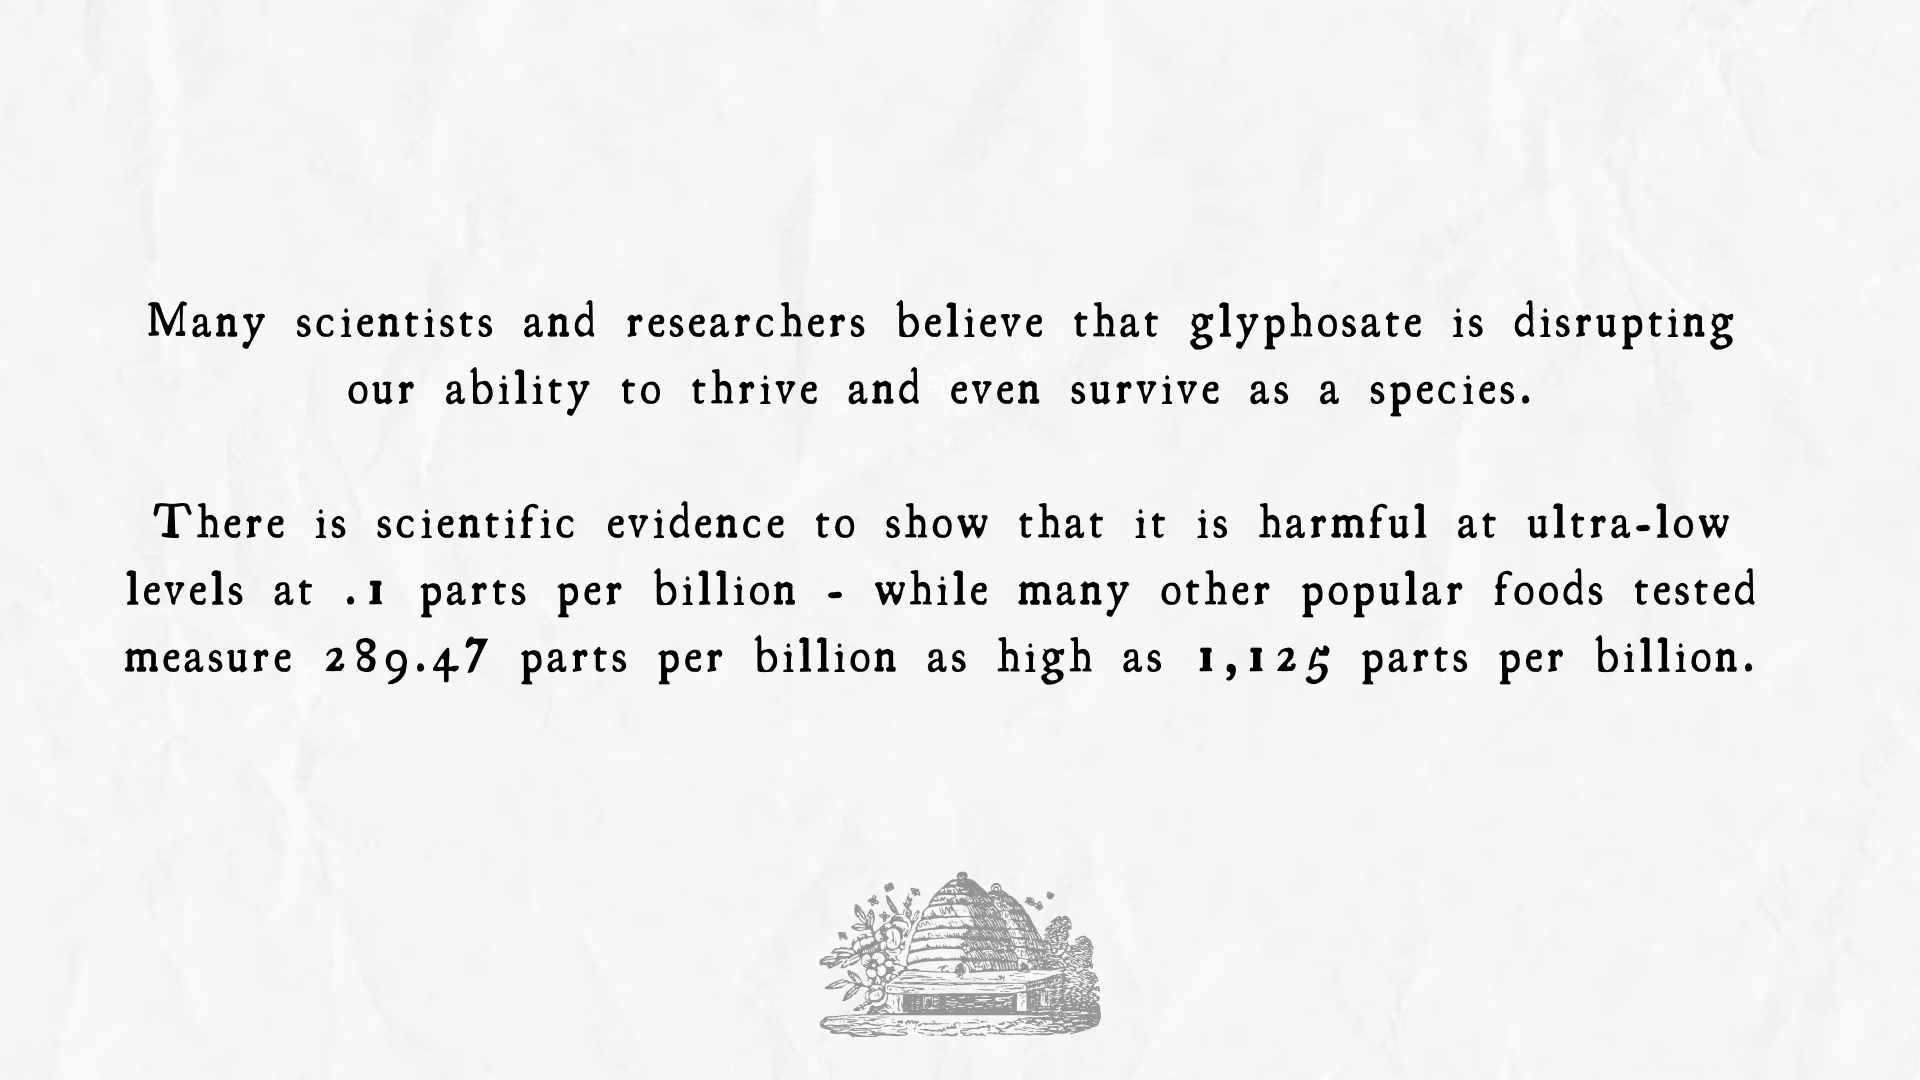 Many scientists and researchers believe that glyphosate is disrupting
our ability to thrive and even survive as a species.
There is scientific evidence to show that it is harmful at ultra-low
levels at .1 parts per billion - while many other popular foods tested
measure 289.47 parts per billion as high as 1,125 parts per billion.